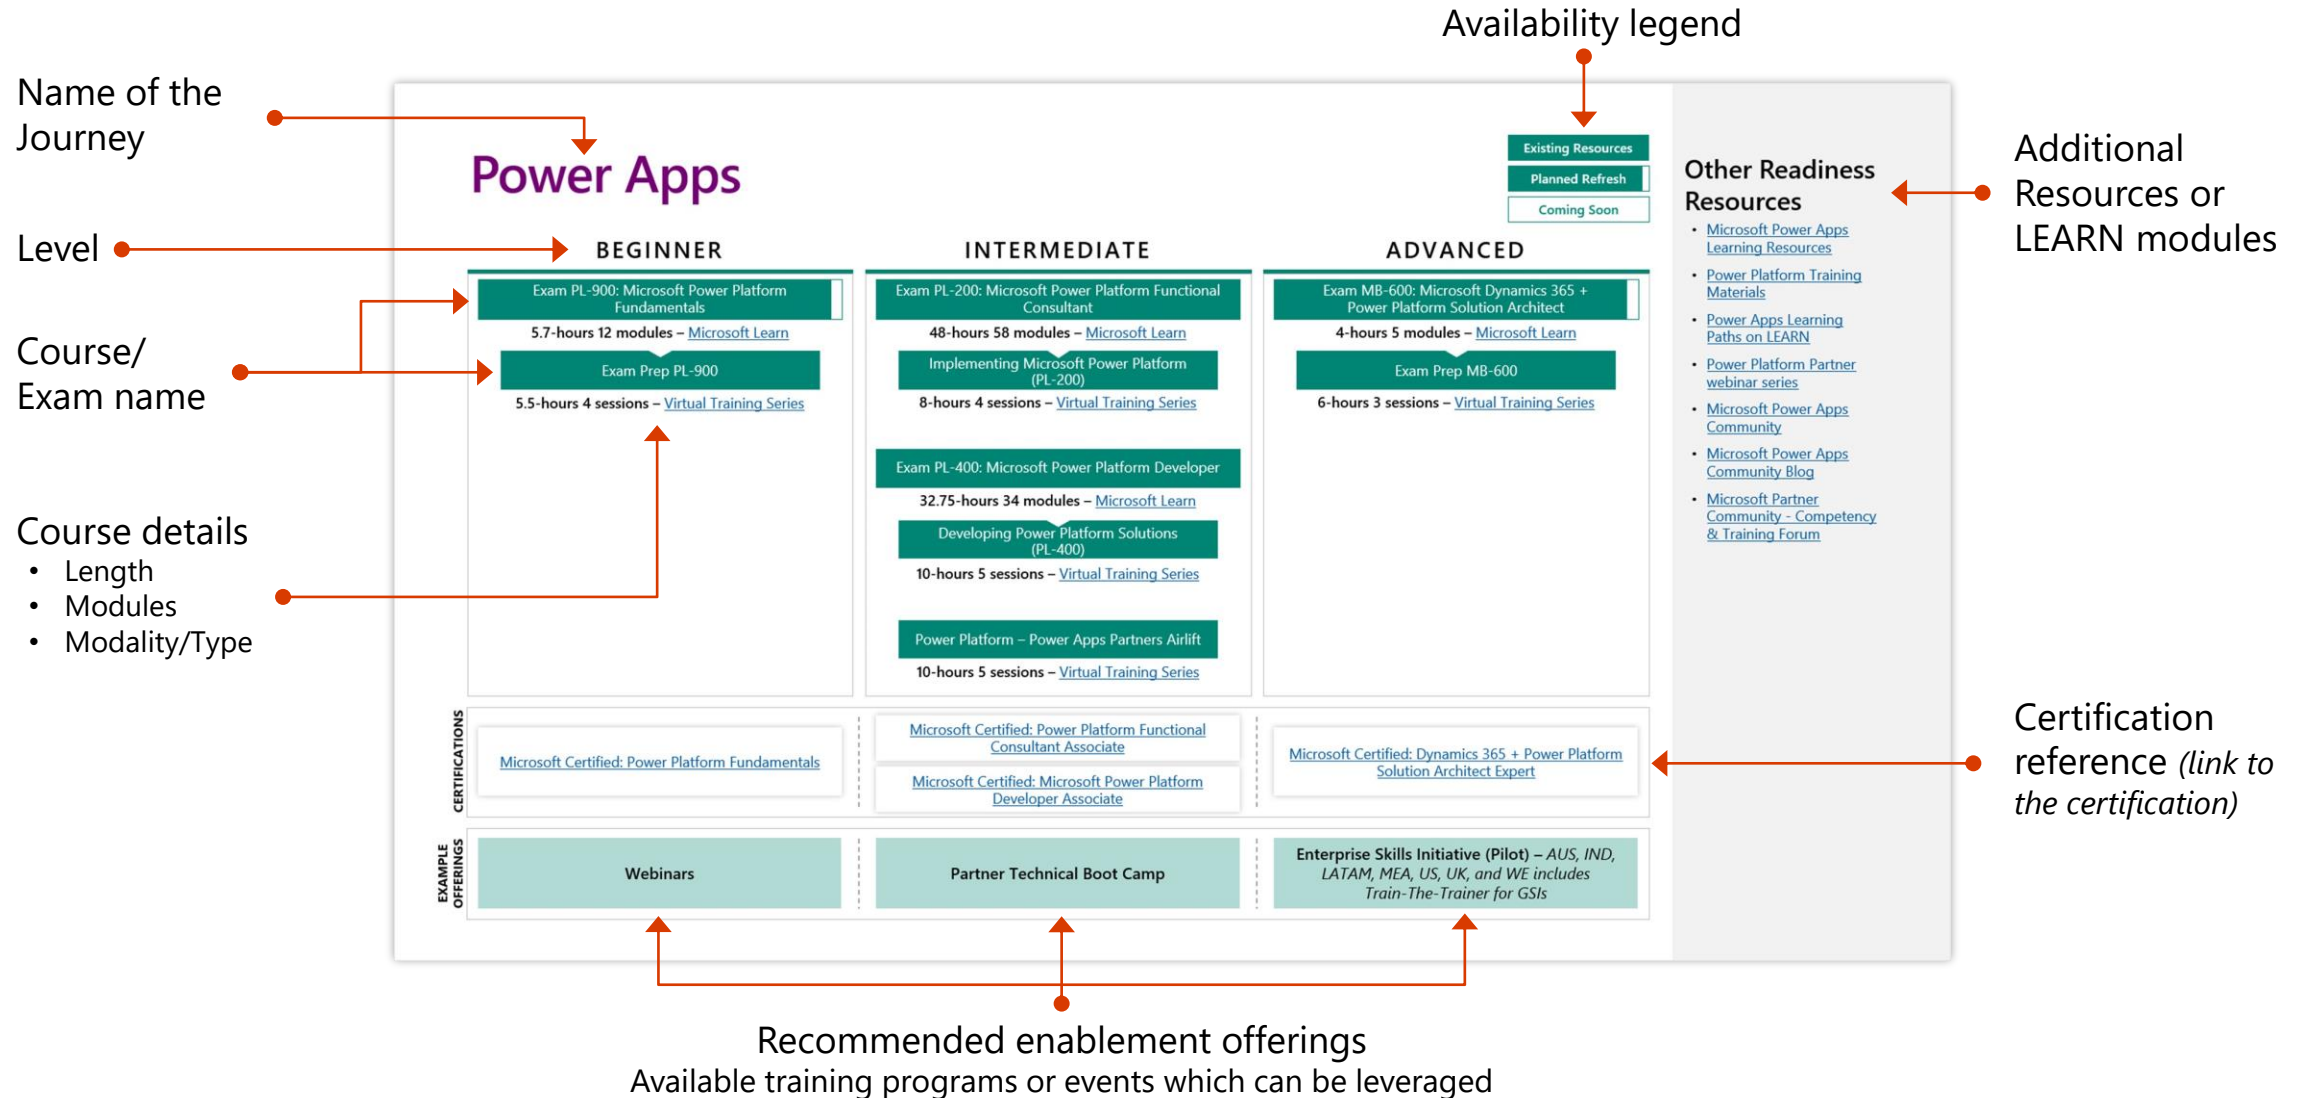 Availability legend
Name of the
Journey
Level
Course/
Exam name
Course details
• Length
• Modules
• Modality/Type
Power Apps
Existing Resources
Planned Refresh
Coming Soon
BEGINNER
Exam PL-900: Microsoft Power Platform
Fundamentals
5.7-hours 12 modules – Microsoft Learn
Exam Prep PL-900
5.5-hours 4 sessions – Virtual Training Series
INTERMEDIATE
Exam PL-200: Microsoft Power Platform Functional
Consultant
48-hours 58 modules – Microsoft Learn
Implementing Microsoft Power Platform
(PL-200)
8-hours 4 sessions – Virtual Training Series
Exam PL-400: Microsoft Power Platform Developer
32.75-hours 34 modules – Microsoft Learn
Developing Power Platform Solutions
(PL-400)
10-hours 5 sessions – Virtual Training Series
Power Platform – Power Apps Partners Airlift
10-hours 5 sessions – Virtual Training Series
ADVANCED
Exam MB-600: Microsoft Dynamics 365 +
Power Platform Solution Architect
4-hours 5 modules – Microsoft Learn
Exam Prep MB-600
6-hours 3 sessions – Virtual Training Series
CERTIFICATIONS
Microsoft Certified: Power Platform Fundamentals
Microsoft Certified: Power Platform Functional
Consultant Associate
Microsoft Certified: Microsoft Power Platform
Developer Associate
Microsoft Certified: Dynamics 365 + Power Platform
Solution Architect Expert
EXAMPLE
OFFERINGS
Webinars
Partner Technical Boot Camp
Enterprise Skills Initiative (Pilot) – AUS, IND,
LATAM, MEA, US, UK, and WE includes
Train-The-Trainer for GSIs
Other Readiness
Resources
• Microsoft Power Apps
Learning Resources
• Power Platform Training
Materials
• Power Apps Learning
Paths on LEARN
• Power Platform Partner
webinar series
• Microsoft Power Apps
Community
• Microsoft Power Apps
Community Blog
• Microsoft Partner
Community - Competency
& Training Forum
Additional
Resources or
LEARN modules
Certification
reference (link to
the certification)
Recommended enablement offerings
Available training programs or events which can be leveraged